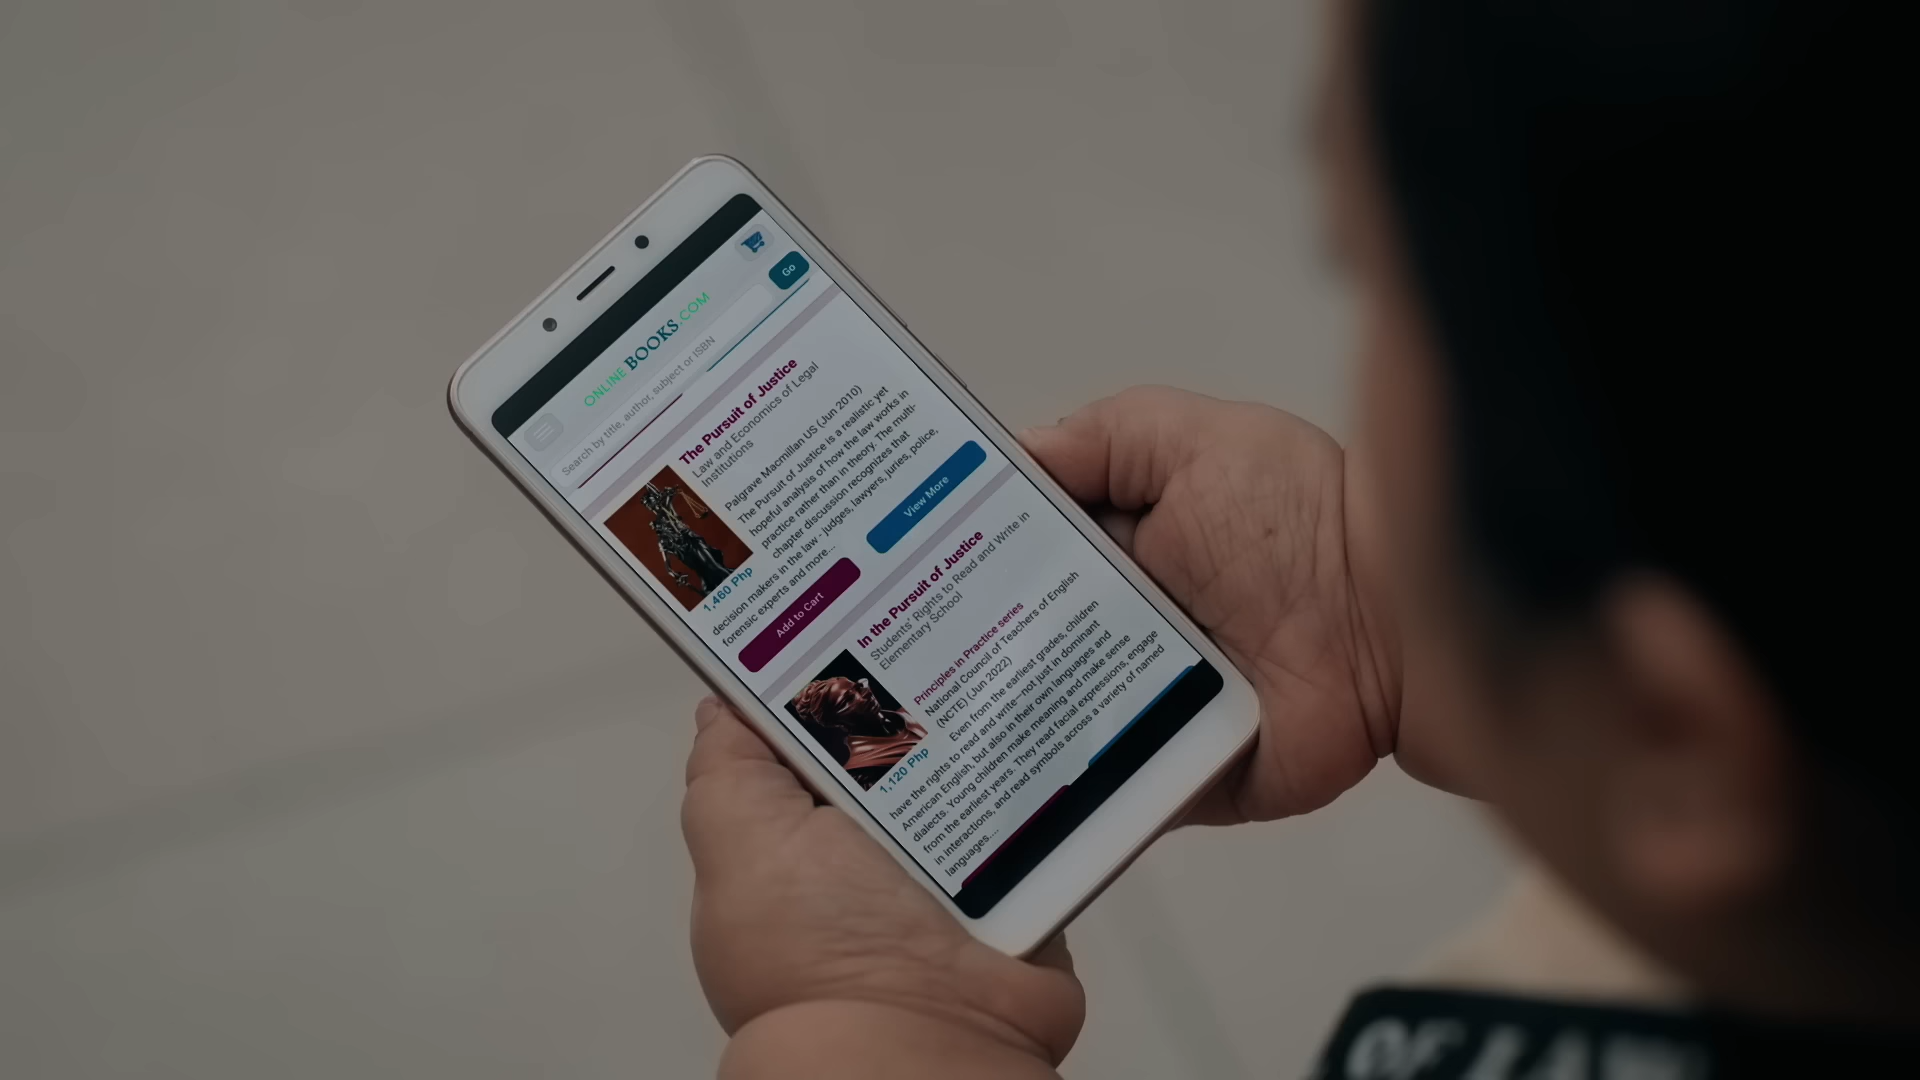 ONLINE BOOKS.COM
Search by title, author, subject or ISBN
Go
The Pursuit of Justice
Law and Economics of Legal
Institutions
Palgrave Macmillan US (Jun 2010)
The Pursuit of Justice is a realistic yet
hopeful analysis of how the law works in
practice rather than in theory. The multi-
chapter discussion recognizes that
decision makers in the law - judges, lawyers, juries, police,
forensic experts and more...
1,460 Php
Add to Cart
View More
In the Pursuit of Justice
Students' Rights to Read and Write in
Elementary School
Principles in Practice series
National Council of Teachers of English
(NCTE) (Jun 2022)
Even from the earliest grades, children
have the rights to read and write—not just in dominant
American English, but also in their own languages and
dialects. Young children make meaning and make sense
from the earliest years. They read facial expressions, engage
in interactions, and read symbols across a variety of named
languages....
1,120 Php
OF LAW